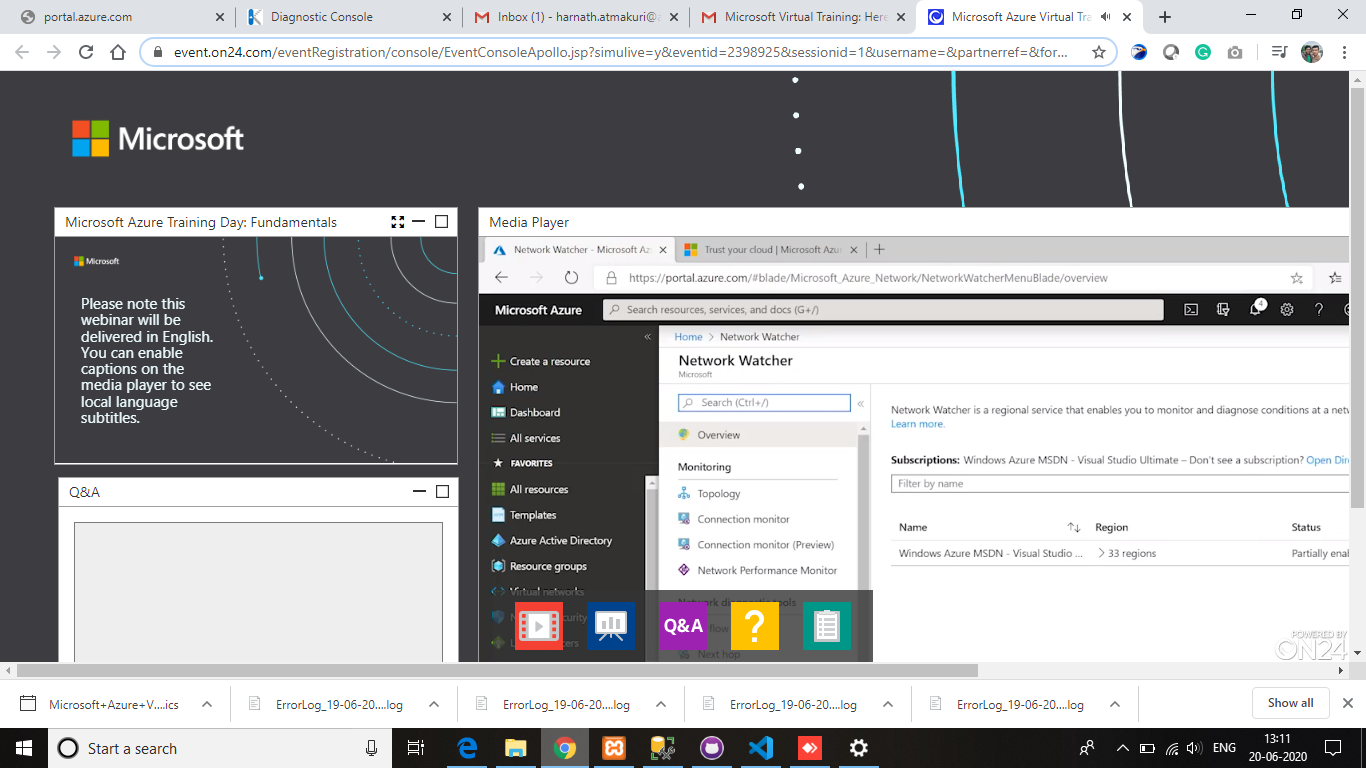 portal.azure.com
Diagnostic Console
Inbox (1) - harnath.atmakuri@
Microsoft Virtual Training: Here
Microsoft Azure Virtual Tra
event.on24.com/eventRegistration/console/EventConsoleApollo.jsp?simulive=y&eventid=2398925&sessionid=1&username=&partnerref=&for...
Microsoft
Microsoft Azure Training Day: Fundamentals
Microsoft
Please note this
webinar will be
delivered in English.
You can enable
captions on the
media player to see
local language
subtitles.
Q&A
Media Player
Network Watcher - Microsoft Az
Trust your cloud | Microsoft Azur
https://portal.azure.com/#blade/Microsoft_Azure_Network/NetworkWatcherMenuBlade/overview
Microsoft Azure
Search resources, services, and docs (G+/)
4
Create a resource
Home
Dashboard
All services
FAVORITES
All resources
Templates
Azure Active Directory
Resource groups
Virtual networks
Home > Network Watcher
Network Watcher
Microsoft
Search (Ctrl+/)
Overview
Monitoring
Topology
Connection monitor
Connection monitor (Preview)
Network Performance Monitor
Network diagnostic tools
flow
Next hop
Network Watcher is a regional service that enables you to monitor and diagnose conditions at a netw
Learn more.
Subscriptions: Windows Azure MSDN - Visual Studio Ultimate – Don't see a subscription? Open Dire
Filter by name
Name
Region
Status
Windows Azure MSDN - Visual Studio ...
33 regions
Partially enab
Q&A
?
POWERED BY
ON24
Microsoft+Azure+V....ics
ErrorLog_19-06-20....log
ErrorLog_19-06-20....log
ErrorLog_19-06-20....log
ErrorLog_19-06-20....log
Show all
Start a search
ENG
13:11
20-06-2020